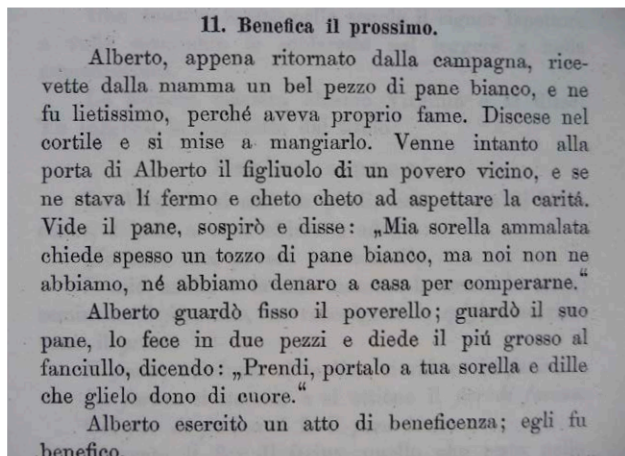 11. Benefica il prossimo.
Alberto, appena ritornato dalla campagna, rice-
vette dalla mamma un bel pezzo di pane bianco, e ne
fu lietissimo, perché aveva proprio fame. Discese nel
cortile e si mise a mangiarlo. Venne intanto alla
porta di Alberto il figliuolo di un povero vicino, e se
ne stava lí fermo e cheto cheto ad aspettare la caritá.
Vide il pane, sospirò e disse: „Mia sorella ammalata
chiede spesso un tozzo di pane bianco, ma noi non ne
abbiamo, né abbiamo denaro a casa per comperarne.“
Alberto guardò fisso il poverello; guardò il suo
pane, lo fece in due pezzi e diede il piú grosso al
fanciullo, dicendo: „Prendi, portalo a tua sorella e dille
che glielo dono di cuore.“
Alberto esercitò un atto di beneficenza; egli fu
benefico.